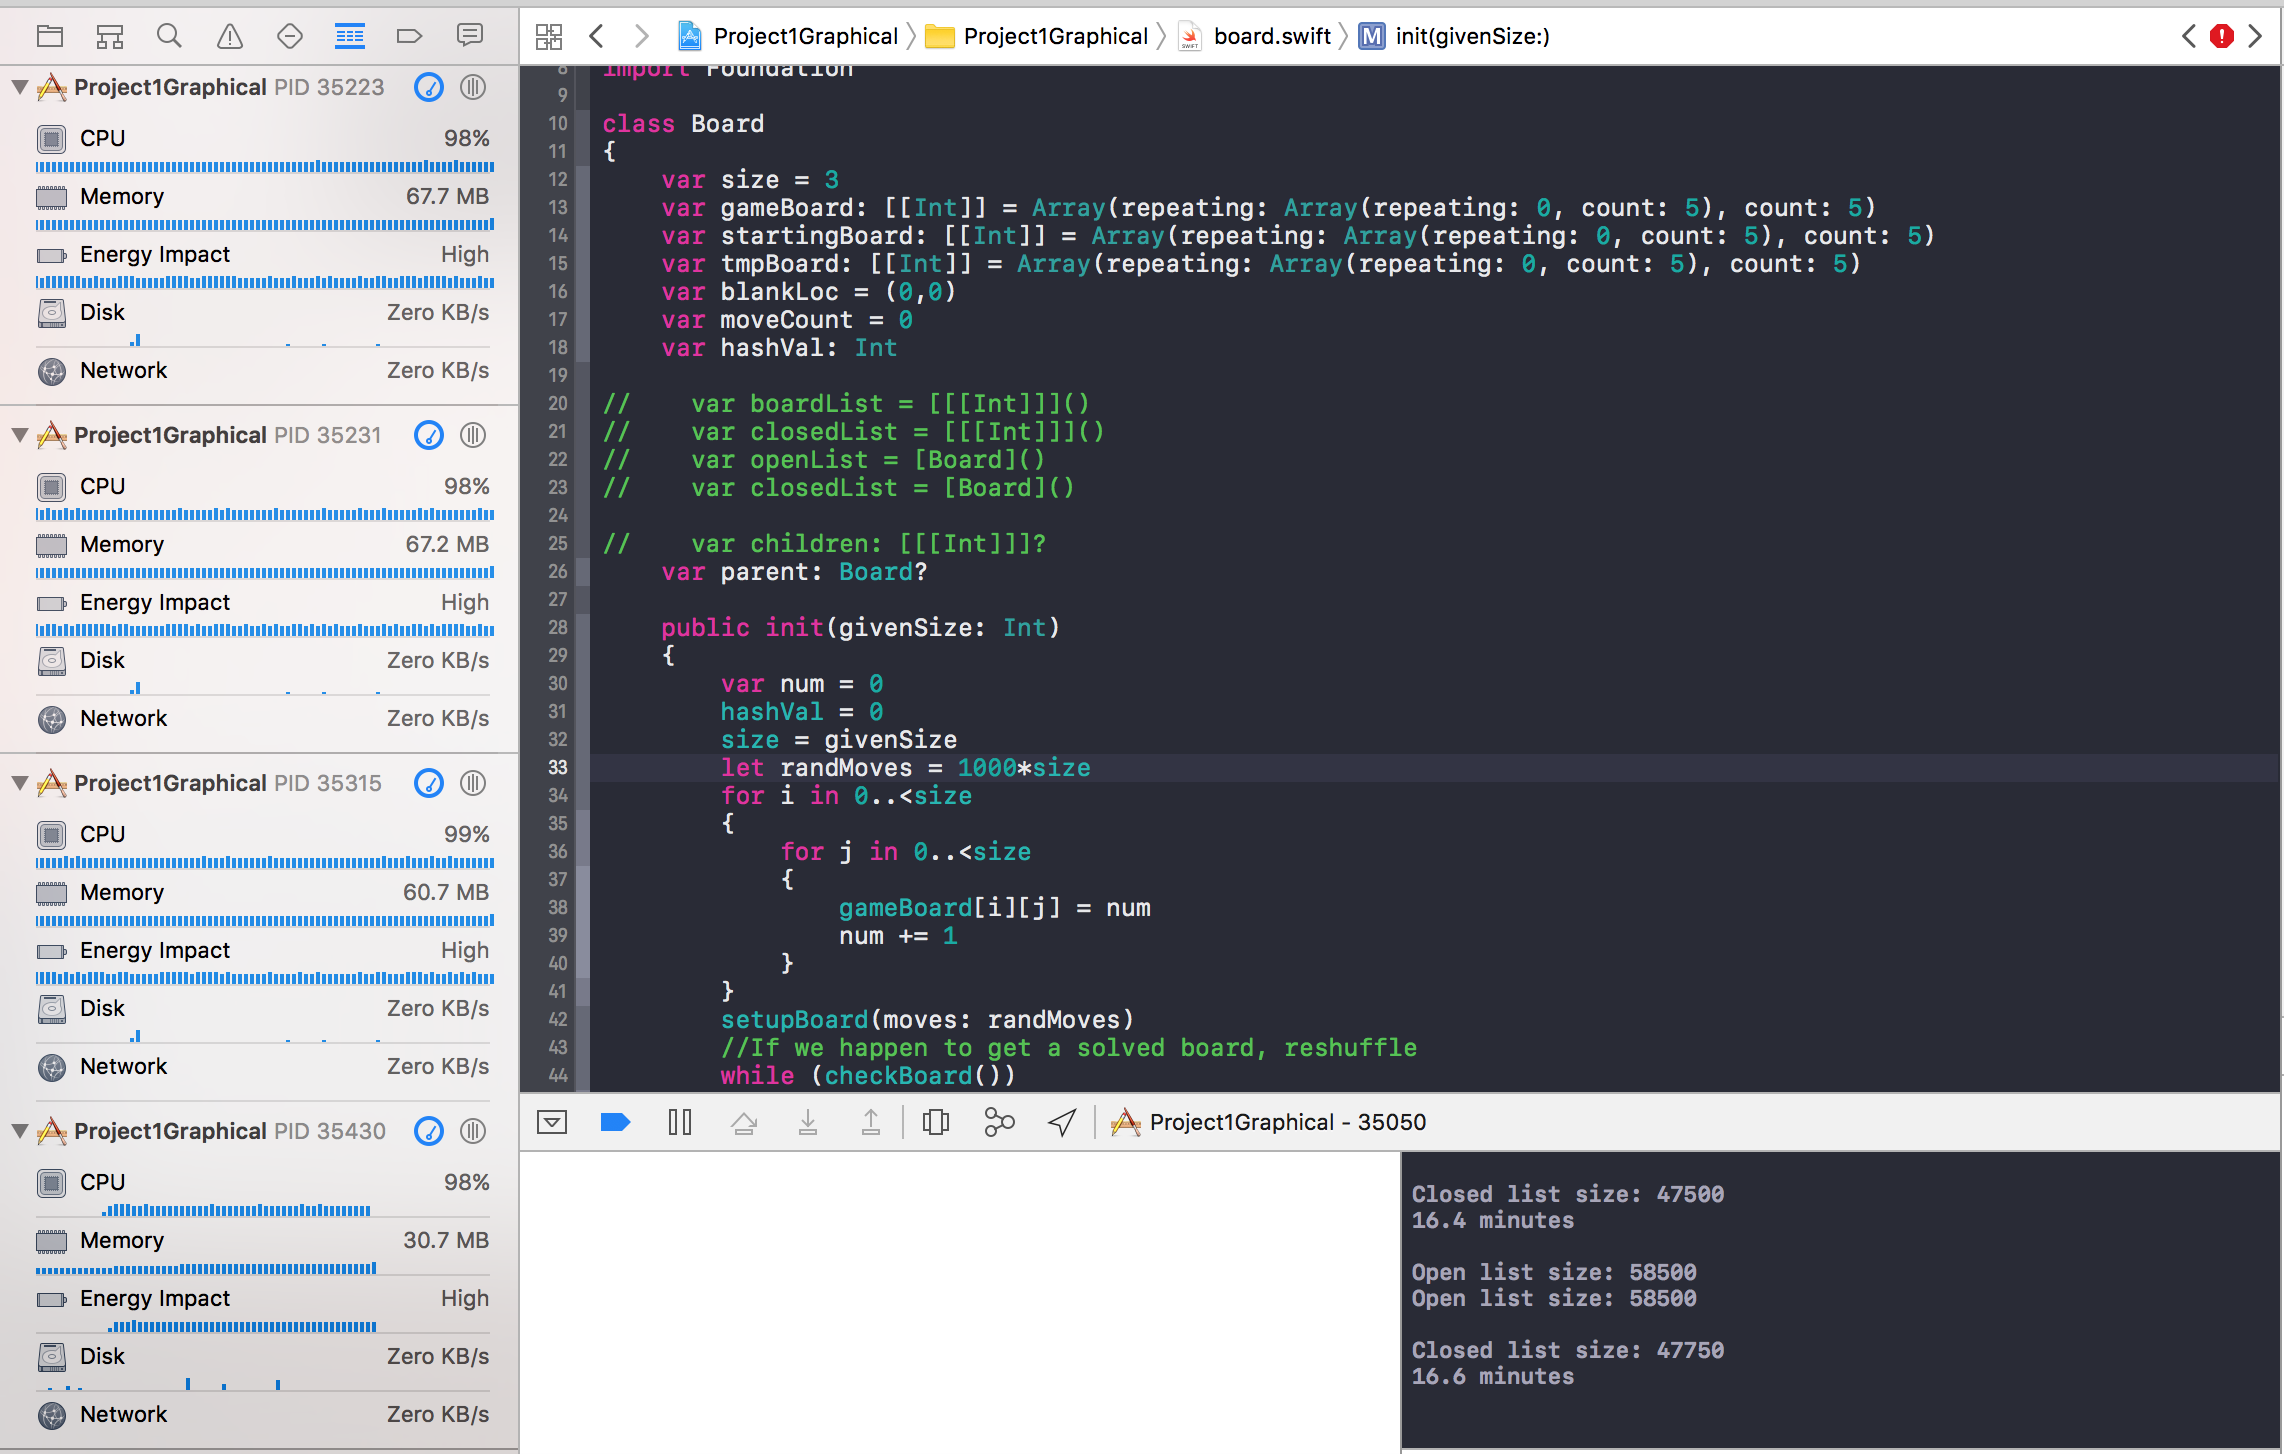 Project1Graphical PID 35223
CPU 98%
Memory 67.7 MB
Energy Impact High
Disk Zero KB/s
Network Zero KB/s
Project1Graphical PID 35231
CPU 98%
Memory 67.2 MB
Energy Impact High
Disk Zero KB/s
Network Zero KB/s
Project1Graphical PID 35315
CPU 99%
Memory 60.7 MB
Energy Impact High
Disk Zero KB/s
Network Zero KB/s
Project1Graphical PID 35430
CPU 98%
Memory 30.7 MB
Energy Impact High
Disk Zero KB/s
Network Zero KB/s
Project1Graphical Project1Graphical SWIFT board.swift M init(givenSize:)
8 import Foundation
9
10 class Board
11 {
12     var size = 3
13     var gameBoard: [[Int]] = Array(repeating: Array(repeating: 0, count: 5), count: 5)
14     var startingBoard: [[Int]] = Array(repeating: Array(repeating: 0, count: 5), count: 5)
15     var tmpBoard: [[Int]] = Array(repeating: Array(repeating: 0, count: 5), count: 5)
16     var blankLoc = (0,0)
17     var moveCount = 0
18     var hashVal: Int
19
20 //    var boardList = [[[Int]]]()
21 //    var closedList = [[[Int]]]()
22 //    var openList = [Board]()
23 //    var closedList = [Board]()
24
25 //    var children: [[[Int]]]?
26     var parent: Board?
27
28     public init(givenSize: Int)
29     {
30         var num = 0
31         hashVal = 0
32         size = givenSize
33         let randMoves = 1000*size
34         for i in 0..<size
35         {
36             for j in 0..<size
37             {
38                 gameBoard[i][j] = num
39                 num += 1
40             }
41         }
42         setupBoard(moves: randMoves)
43         //If we happen to get a solved board, reshuffle
44         while (checkBoard())
Project1Graphical - 35050
Closed list size: 47500
16.4 minutes
Open list size: 58500
Open list size: 58500
Closed list size: 47750
16.6 minutes